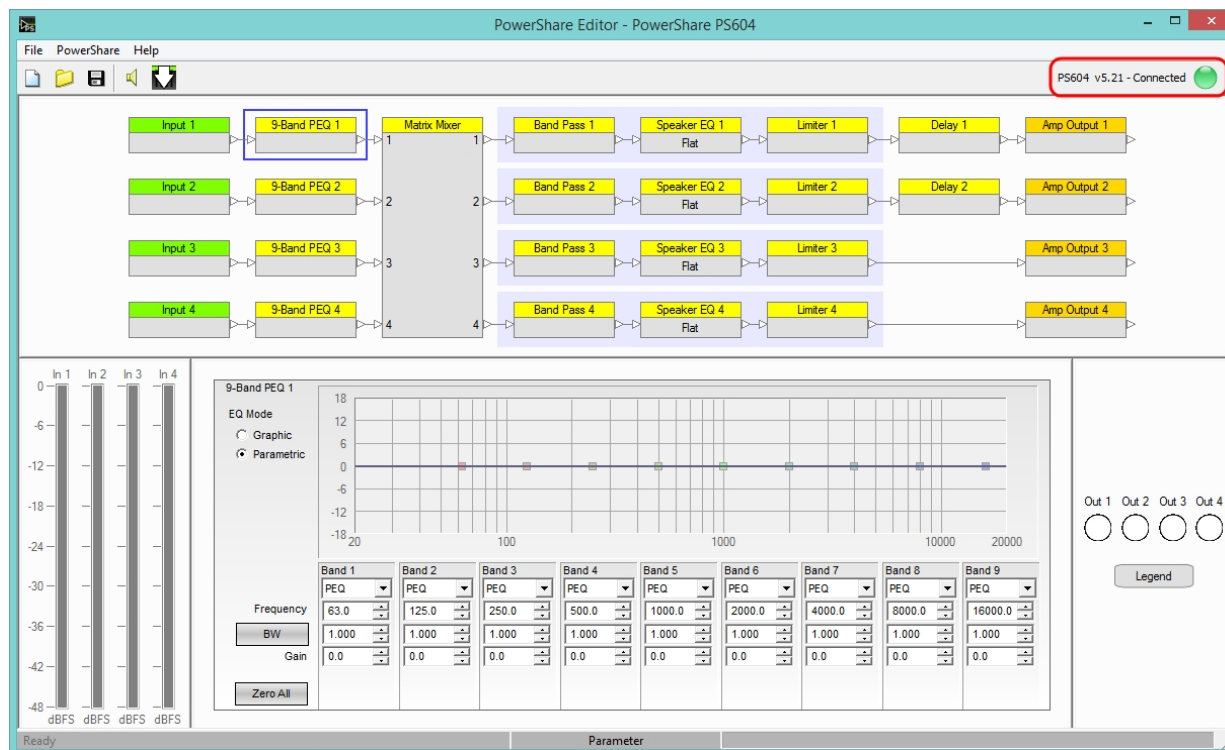 PowerShare Editor - PowerShare PS604
File PowerShare Help
PS604 v5.21 - Connected
Input 1 9-Band PEQ 1 Matrix Mixer Band Pass 1 Speaker EQ 1 Limiter 1 Delay 1 Amp Output 1
1 1 Flat
Input 2 9-Band PEQ 2 Band Pass 2 Speaker EQ 2 Limiter 2 Delay 2 Amp Output 2
2 2 Flat
Input 3 9-Band PEQ 3 Band Pass 3 Speaker EQ 3 Limiter 3 Amp Output 3
3 3 Flat
Input 4 9-Band PEQ 4 Band Pass 4 Speaker EQ 4 Limiter 4 Amp Output 4
4 4 Flat
In 1 In 2 In 3 In 4
0
-6
-12
-18
-24
-30
-36
-42
-48
dBFS dBFS dBFS dBFS
9-Band PEQ 1
EQ Mode
Graphic
Parametric
18
12
6
0
-6
-12
-18
20 100 1000 10000 20000
Band 1 Band 2 Band 3 Band 4 Band 5 Band 6 Band 7 Band 8 Band 9
PEQ PEQ PEQ PEQ PEQ PEQ PEQ PEQ PEQ
Frequency 63.0 125.0 250.0 500.0 1000.0 2000.0 4000.0 8000.0 16000.0
BW 1.000 1.000 1.000 1.000 1.000 1.000 1.000 1.000 1.000
Gain 0.0 0.0 0.0 0.0 0.0 0.0 0.0 0.0 0.0
Zero All
Out 1 Out 2 Out 3 Out 4
Legend
Ready Parameter